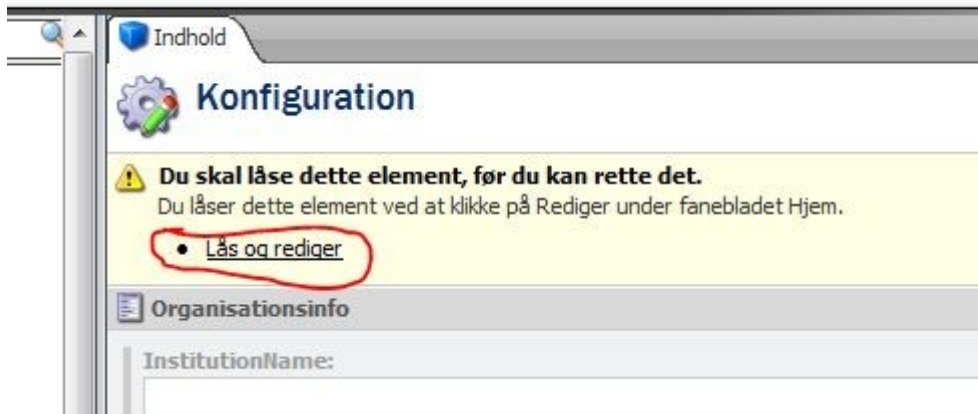 Indhold
Konfiguration
Du skal låse dette element, før du kan rette det.
Du låser dette element ved at klikke på Rediger under fanebladet Hjem.
• Lås og rediger
Organisationsinfo
InstitutionName: